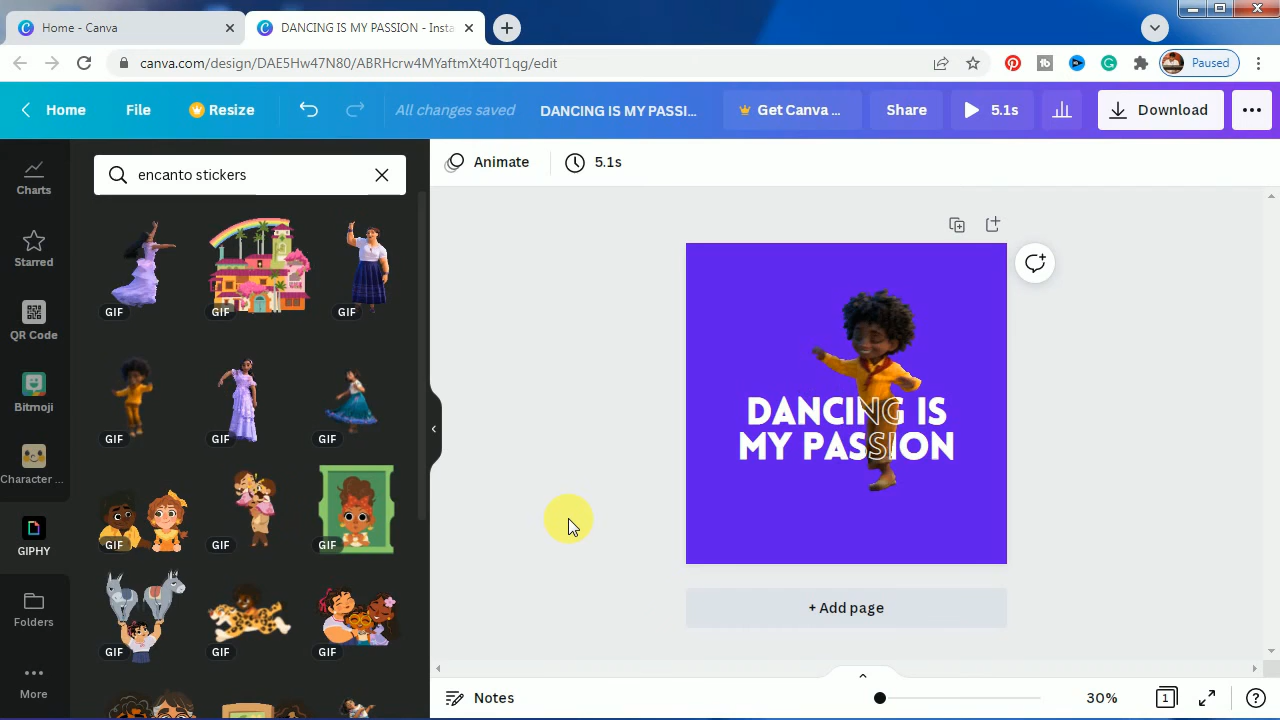 Home - Canva
DANCING IS MY PASSION - Insta
canva.com/design/DAE5Hw47N80/ABRHcrw4MYaftmXt40T1qg/edit
Paused
Home
File
Resize
All changes saved
DANCING IS MY PASSI...
Get Canva ...
Share
5.1s
Download
Charts
Starred
QR Code
Bitmoji
Character ...
GIPHY
Folders
More
encanto stickers
GIF
GIF
GIF
GIF
GIF
GIF
GIF
GIF
GIF
GIF
GIF
GIF
Animate
5.1s
DANCING IS
MY PASSION
+ Add page
Notes
30%
1